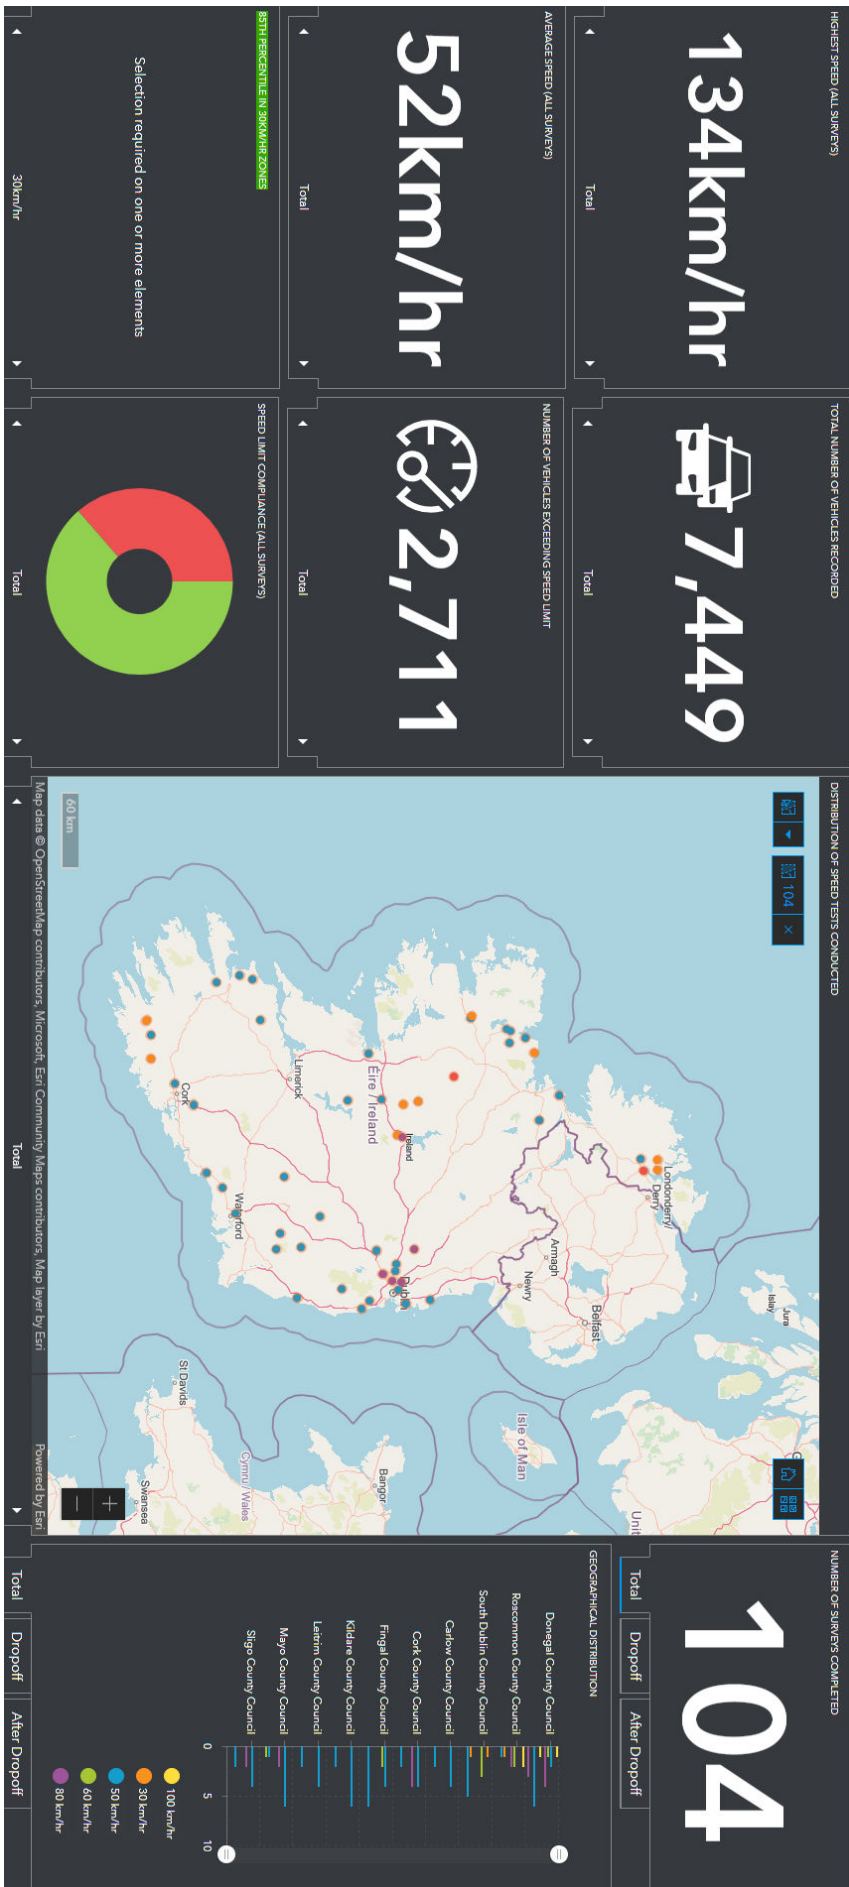 HIGHEST SPEED (ALL SURVEYS)
134km/hr
Total
AVERAGE SPEED (ALL SURVEYS)
52km/hr
Total
85TH PERCENTILE IN 30KM/HR ZONES
Selection required on one or more elements
30km/hr
TOTAL NUMBER OF VEHICLES RECORDED
7,449
Total
NUMBER OF VEHICLES EXCEEDING SPEED LIMIT
2,711
Total
SPEED LIMIT COMPLIANCE (ALL SURVEYS)
Total
DISTRIBUTION OF SPEED TESTS CONDUCTED
104
Jura
Islay
Unit
Londonderry/
Derry
Belfast
Armagh
Newry
Isle of Man
Ireland
Éire / Ireland
Dublin
Bangor
Limerick
Waterford
Cymru / Wales
Cork
St Davids
Swansea
60 km
Map data © OpenStreetMap contributors, Microsoft, Esri Community Maps contributors, Map layer by Esri
Powered by Esri
Total
NUMBER OF SURVEYS COMPLETED
104
Total
Dropoff
After Dropoff
GEOGRAPHICAL DISTRIBUTION
Donegal County Council
Roscommon County Council
South Dublin County Council
Carlow County Council
Cork County Council
Fingal County Council
Kildare County Council
Leitrim County Council
Mayo County Council
Sligo County Council
0
5
10
100 km/hr
30 km/hr
50 km/hr
60 km/hr
80 km/hr
Total
Dropoff
After Dropoff